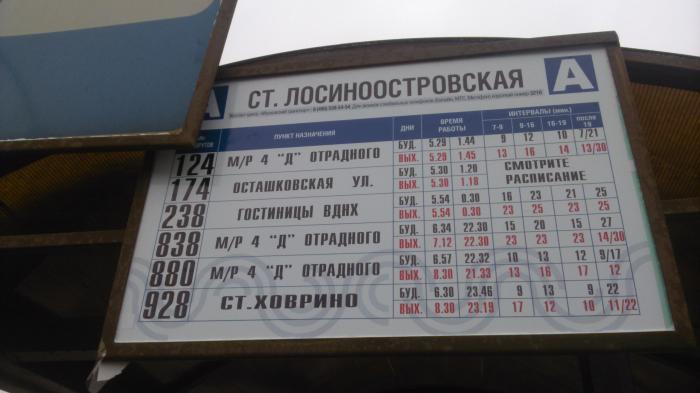 А СТ. ЛОСИНООСТРОВСКАЯ А
ПУНКТ НАЗНАЧЕНИЯ ДНИ ВРЕМЯ РАБОТЫ ИНТЕРВАЛЫ (мин.)
7-9 9-16 16-19 после 19
124 М/Р 4 "Д" ОТРАДНОГО БУД. 5.29 1.44 9 12 10 7/21
ВЫХ. 5.29 1.45 13 16 14 13/30
174 ОСТАШКОВСКАЯ УЛ. БУД. 5.30 1.20 СМОТРИТЕ
ВЫХ. 5.30 1.18 РАСПИСАНИЕ
238 ГОСТИНИЦЫ ВДНХ БУД. 5.54 0.30 16 23 21 25
ВЫХ. 5.54 0.30 23 25 23 25
838 М/Р 4 "Д" ОТРАДНОГО БУД. 6.34 22.30 15 20 15 27
ВЫХ. 7.12 22.30 23 23 23 14/30
880 М/Р 4 "Д" ОТРАДНОГО БУД. 6.57 22.32 10 13 12 9/17
ВЫХ. 8.30 21.33 13 16 17 12
928 СТ.ХОВРИНО БУД. 6.30 23.46 9 13 9 22
ВЫХ. 8.30 23.19 17 12 10 11/22